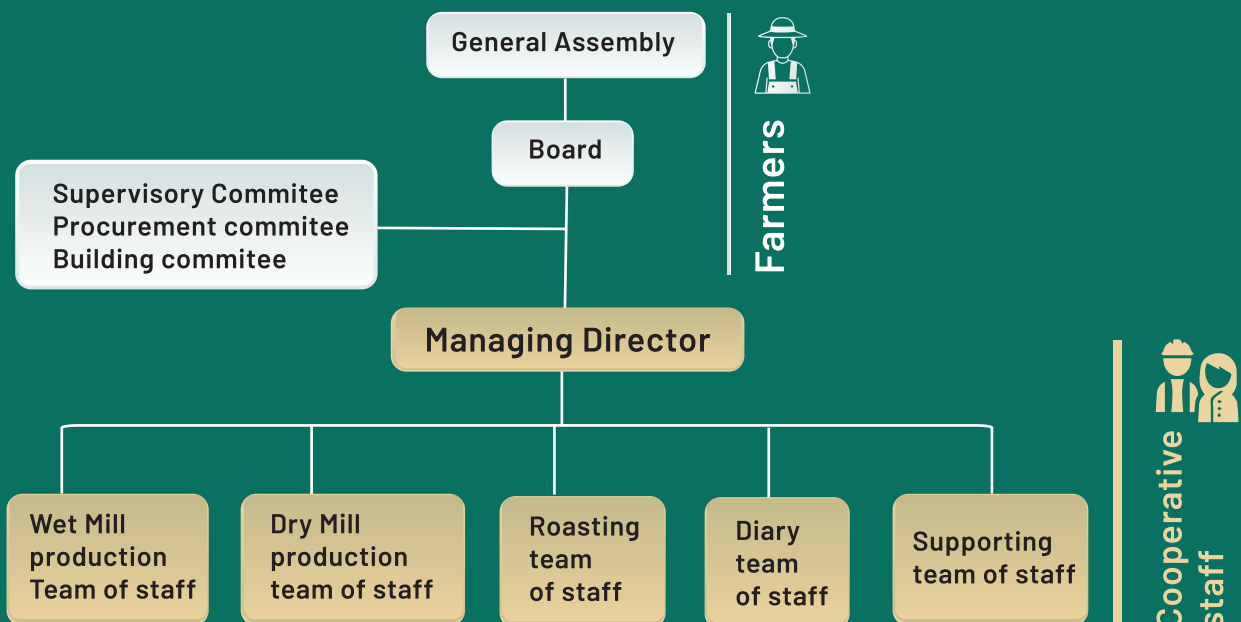 General Assembly
Farmers
Board
Supervisory Commitee
Procurement commitee
Building commitee
Managing Director
Cooperative
staff
Wet Mill
production
Team of staff
Dry Mill
production
team of staff
Roasting
team
of staff
Diary
team
of staff
Supporting
team of staff